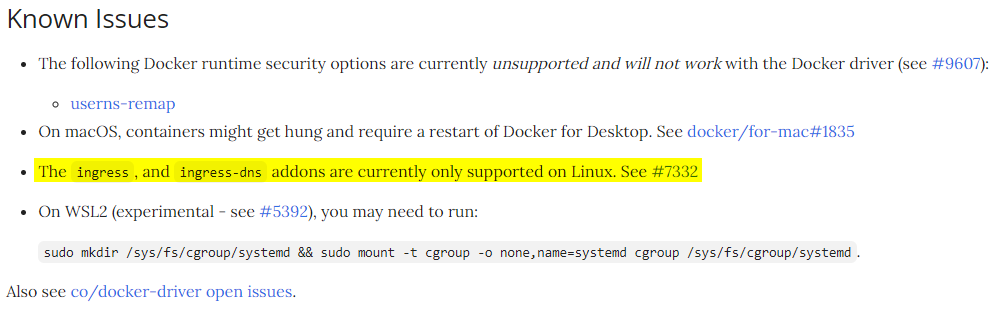 Known Issues
The following Docker runtime security options are currently unsupported and will not work with the Docker driver (see #9607):
userns-remap
On macOS, containers might get hung and require a restart of Docker for Desktop. See docker/for-mac#1835
The ingress, and ingress-dns addons are currently only supported on Linux. See #7332
On WSL2 (experimental - see #5392), you may need to run:
sudo mkdir /sys/fs/cgroup/systemd && sudo mount -t cgroup -o none,name=systemd cgroup /sys/fs/cgroup/systemd.
Also see co/docker-driver open issues.